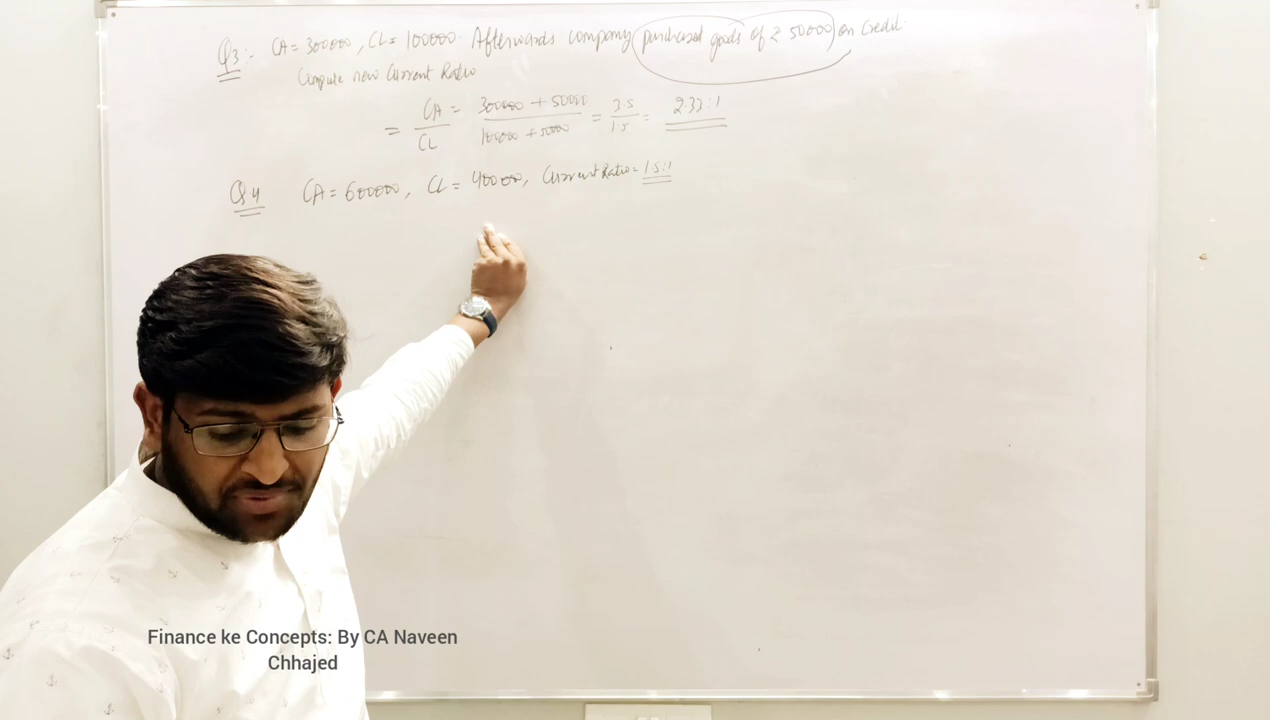 Q3:- CA = 300000, CL = 100000. Afterwards company purchased goods of ₹ 50000 on Credit.
Compute new Current Ratio
= CA/CL = 300000 + 50000/100000 + 50000 = 3.5/1.5 = 2.33:1
Q.4 CA = 600000, CL = 400000, Current Ratio = 1.5:1
Finance ke Concepts: By CA Naveen
Chhajed